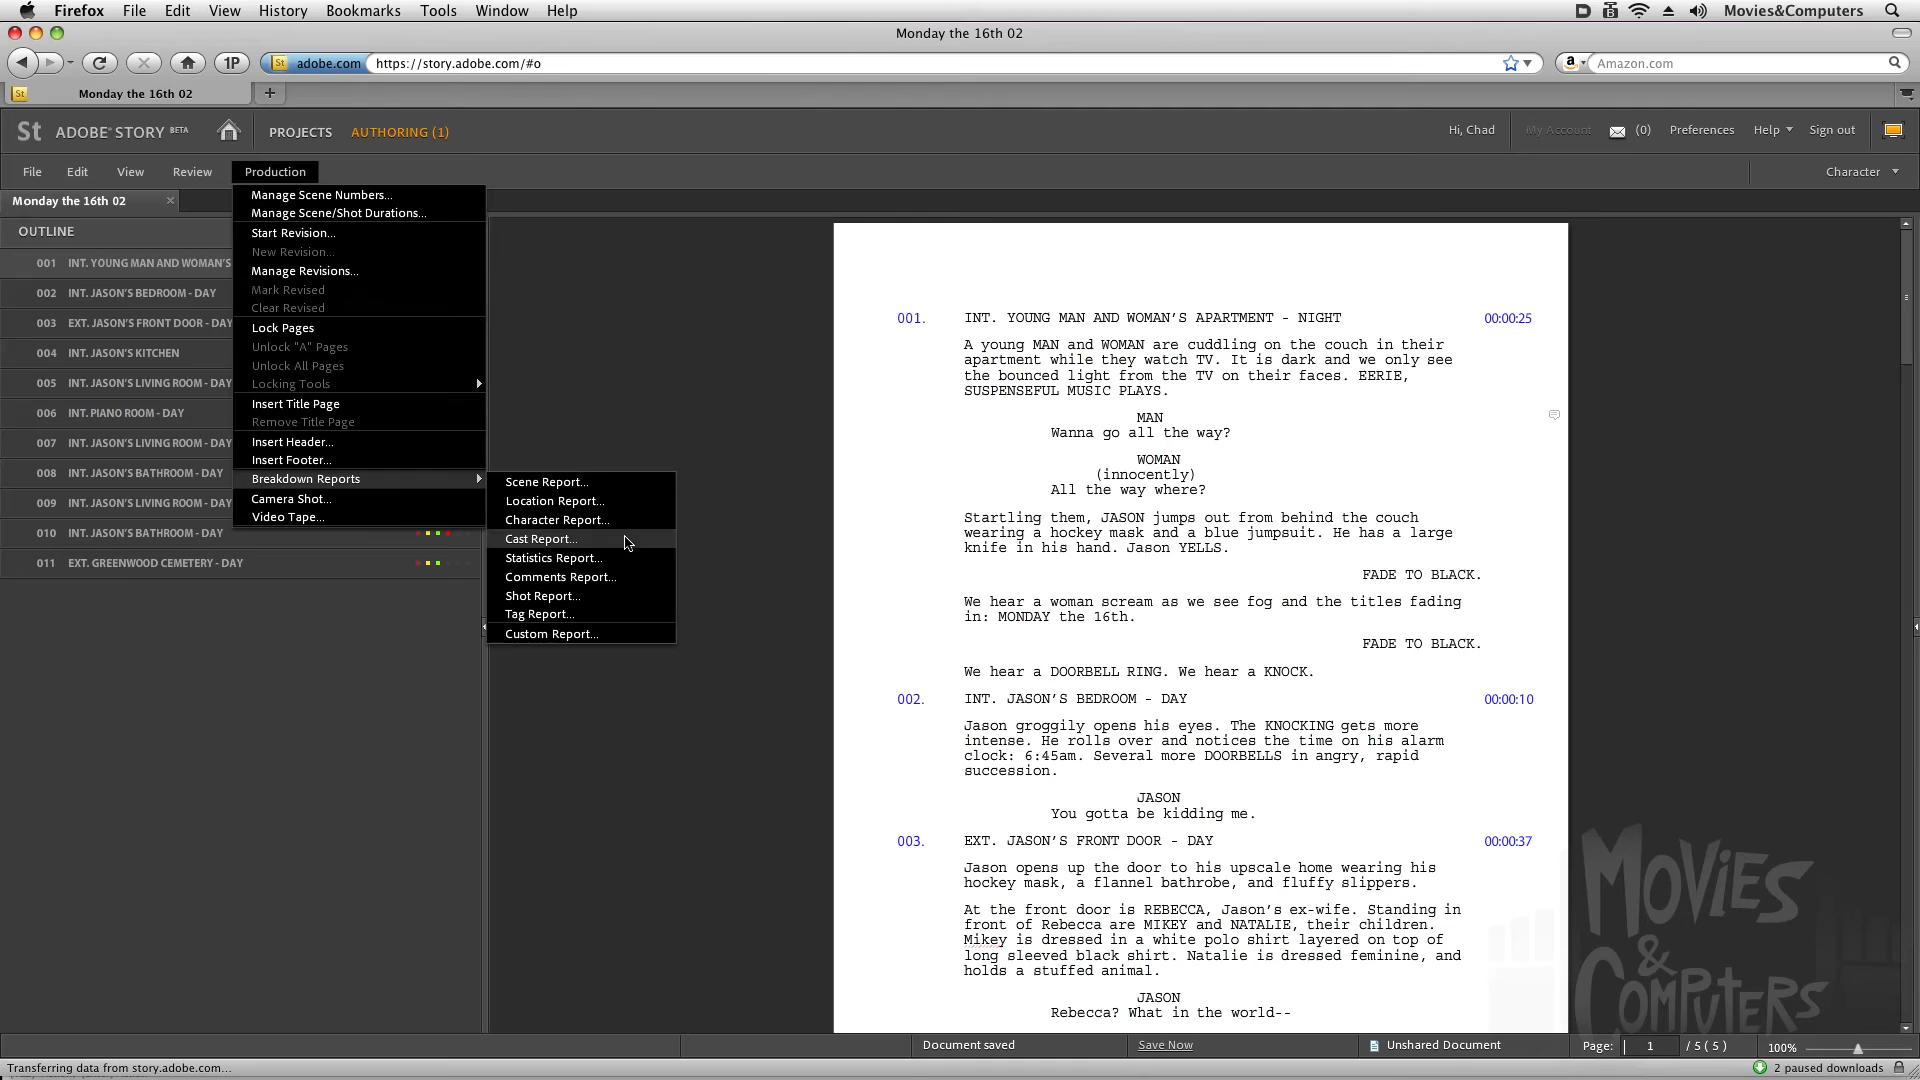 Firefox File Edit View History Bookmarks Tools Window Help Movies&Computers
Monday the 16th 02
1P St adobe.com https://story.adobe.com/#o a Amazon.com
St Monday the 16th 02 +
St ADOBE® STORY BETA PROJECTS AUTHORING (1) Hi, Chad My Account (0) Preferences Help Sign out
File Edit View Review Production Character
Monday the 16th 02
OUTLINE
001 INT. YOUNG MAN AND WOMAN'S
002 INT. JASON'S BEDROOM - DAY
003 EXT. JASON'S FRONT DOOR - DAY
004 INT. JASON'S KITCHEN
005 INT. JASON'S LIVING ROOM - DAY
006 INT. PIANO ROOM - DAY
007 INT. JASON'S LIVING ROOM - DAY
008 INT. JASON'S BATHROOM - DAY
009 INT. JASON'S LIVING ROOM - DAY
010 INT. JASON'S BATHROOM - DAY
011 EXT. GREENWOOD CEMETERY - DAY
Manage Scene Numbers...
Manage Scene/Shot Durations...
Start Revision...
New Revision...
Manage Revisions...
Mark Revised
Clear Revised
Lock Pages
Unlock "A" Pages
Unlock All Pages
Locking Tools
Insert Title Page
Remove Title Page
Insert Header...
Insert Footer...
Breakdown Reports
Camera Shot...
Video Tape...
Scene Report...
Location Report...
Character Report...
Cast Report...
Statistics Report...
Comments Report...
Shot Report...
Tag Report...
Custom Report...
001. INT. YOUNG MAN AND WOMAN'S APARTMENT - NIGHT 00:00:25
A young MAN and WOMAN are cuddling on the couch in their
apartment while they watch TV. It is dark and we only see
the bounced light from the TV on their faces. EERIE,
SUSPENSEFUL MUSIC PLAYS.
MAN
Wanna go all the way?
WOMAN
(innocently)
All the way where?
Startling them, JASON jumps out from behind the couch
wearing a hockey mask and a blue jumpsuit. He has a large
knife in his hand. Jason YELLS.
FADE TO BLACK.
We hear a woman scream as we see fog and the titles fading
in: MONDAY the 16th.
FADE TO BLACK.
We hear a DOORBELL RING. We hear a KNOCK.
002. INT. JASON'S BEDROOM - DAY 00:00:10
Jason groggily opens his eyes. The KNOCKING gets more
intense. He rolls over and notices the time on his alarm
clock: 6:45am. Several more DOORBELLS in angry, rapid
succession.
JASON
You gotta be kidding me.
003. EXT. JASON'S FRONT DOOR - DAY 00:00:37
Jason opens up the door to his upscale home wearing his
hockey mask, a flannel bathrobe, and fluffy slippers.
At the front door is REBECCA, Jason's ex-wife. Standing in
front of Rebecca are MIKEY and NATALIE, their children.
Mikey is dressed in a white polo shirt layered on top of
long sleeved black shirt. Natalie is dressed feminine, and
holds a stuffed animal.
JASON
Rebecca? What in the world--
MOVIES
&
COMPUTERS
Document saved Save Now Unshared Document Page: 1 / 5 ( 5 ) 100%
Transferring data from story.adobe.com... 2 paused downloads